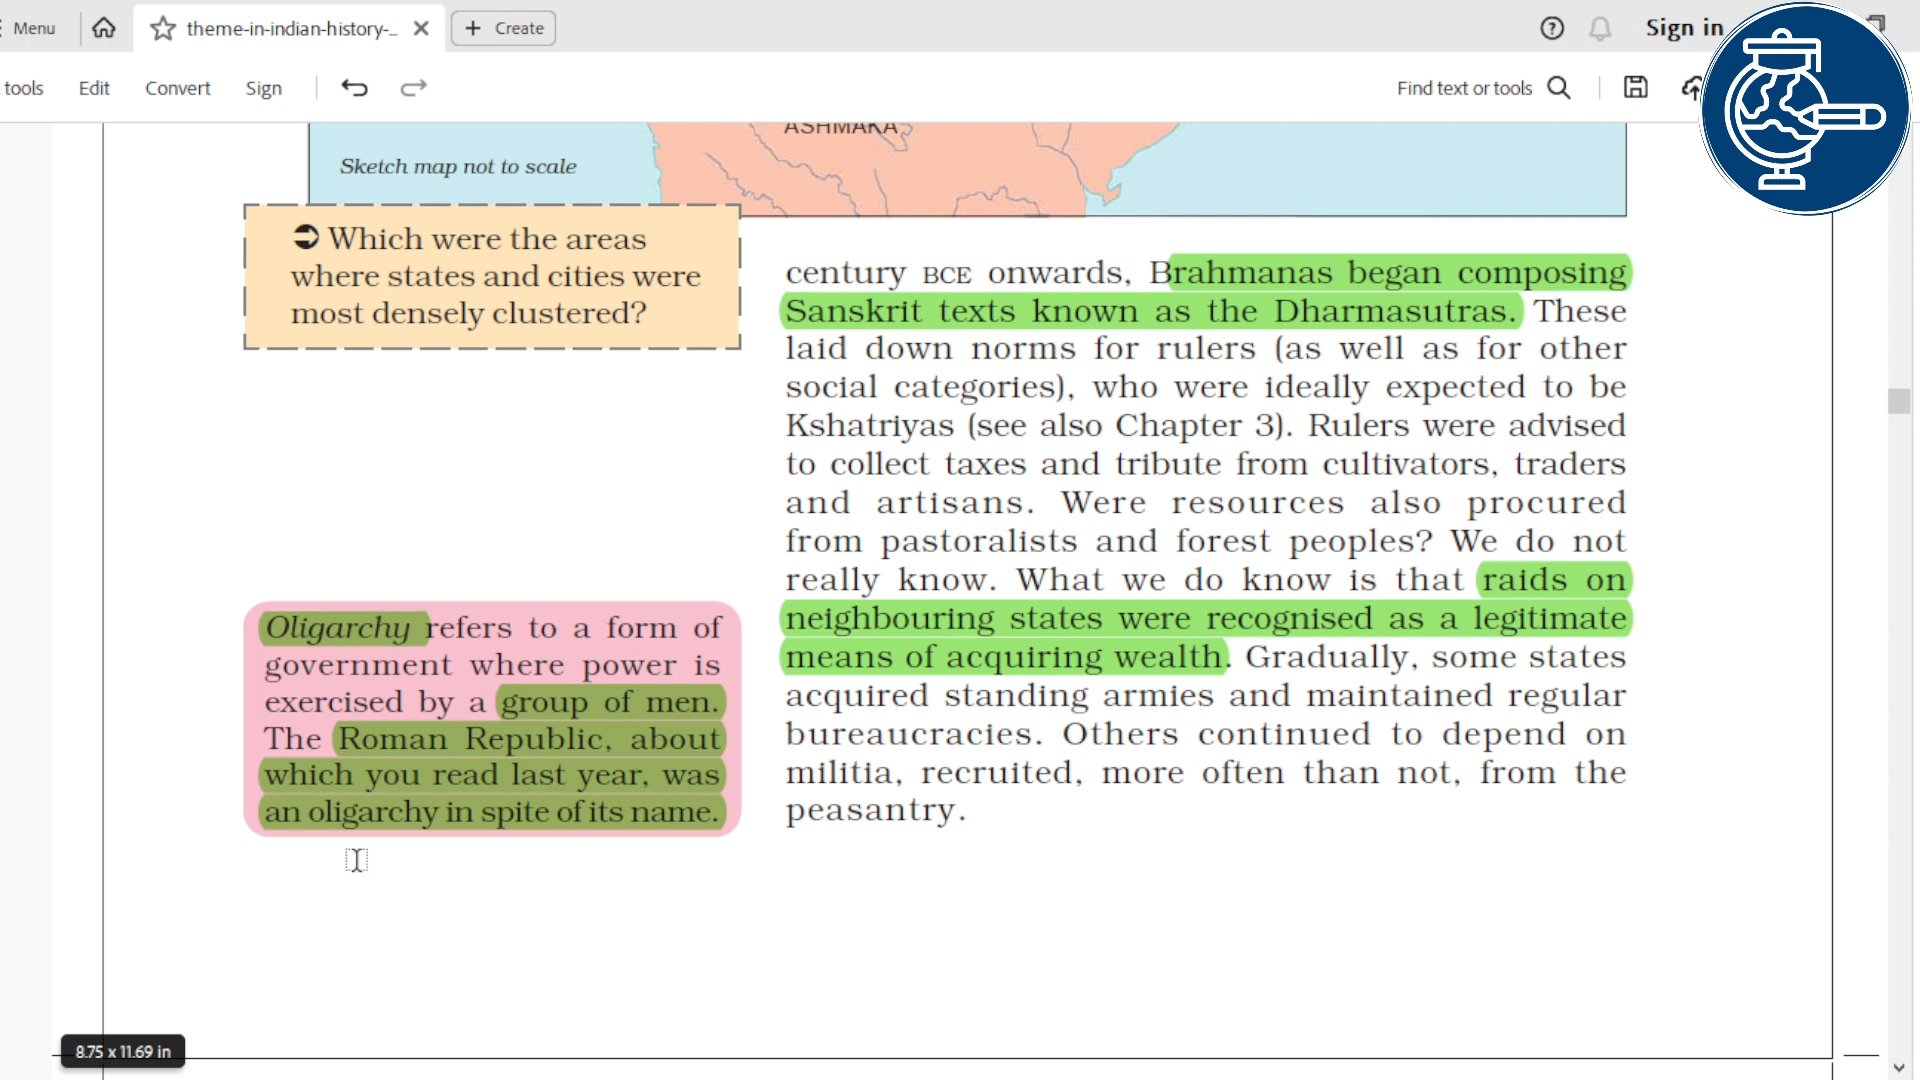 Menu
theme-in-indian-history-...
Create
Sign in
tools
Edit
Convert
Sign
Find text or tools
ASHMAKA
Sketch map not to scale
➲ Which were the areas
where states and cities were
most densely clustered?
century BCE onwards, Brahmanas began composing
Sanskrit texts known as the Dharmasutras. These
laid down norms for rulers (as well as for other
social categories), who were ideally expected to be
Kshatriyas (see also Chapter 3). Rulers were advised
to collect taxes and tribute from cultivators, traders
and artisans. Were resources also procured
from pastoralists and forest peoples? We do not
really know. What we do know is that raids on
neighbouring states were recognised as a legitimate
means of acquiring wealth. Gradually, some states
acquired standing armies and maintained regular
bureaucracies. Others continued to depend on
militia, recruited, more often than not, from the
peasantry.
Oligarchy refers to a form of
government where power is
exercised by a group of men.
The Roman Republic, about
which you read last year, was
an oligarchy in spite of its name.
8.75 x 11.69 in